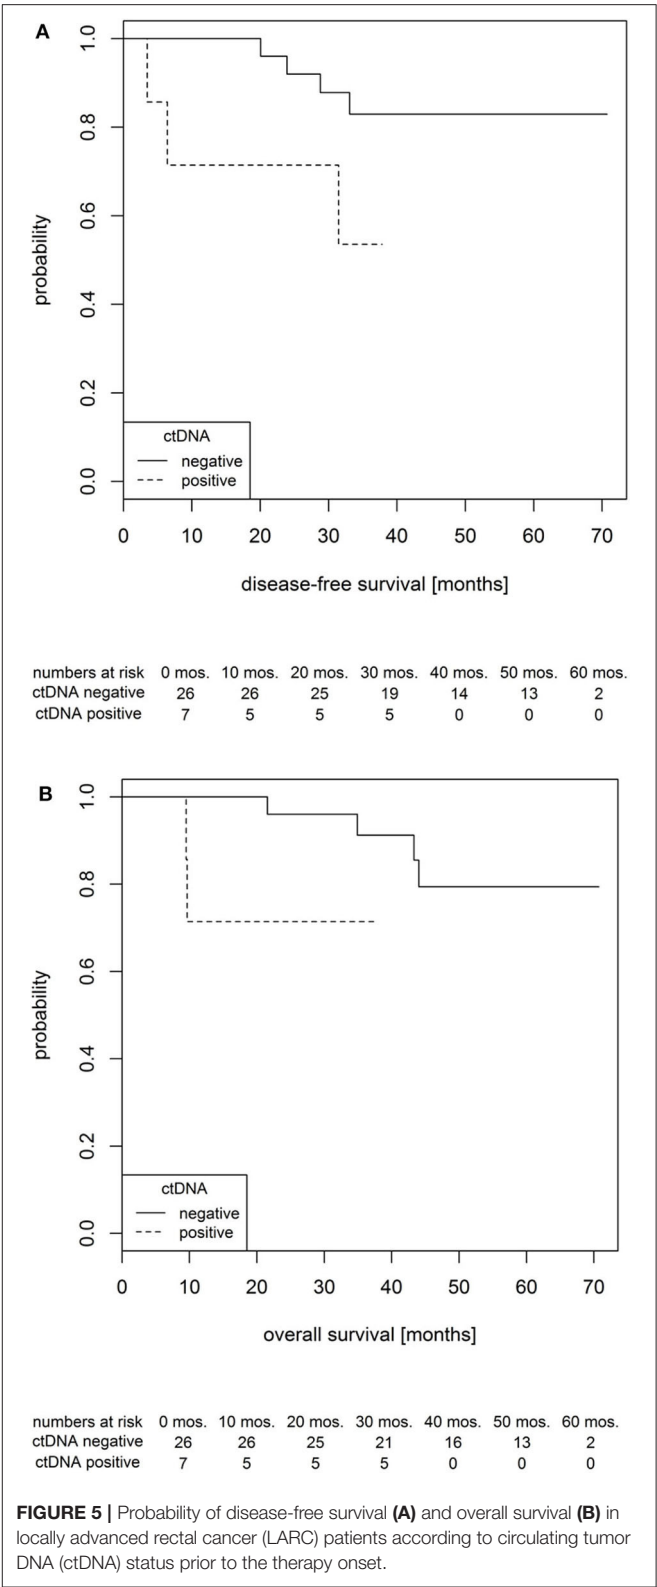 A
1.0
0.8
0.6
0.4
0.2
0.0
probability
ctDNA
negative
positive
0 10 20 30 40 50 60 70
disease-free survival [months]
numbers at risk 0 mos. 10 mos. 20 mos. 30 mos. 40 mos. 50 mos. 60 mos.
ctDNA negative 26 26 25 19 14 13 2
ctDNA positive 7 5 5 5 0 0 0
B
1.0
0.8
0.6
0.4
0.2
0.0
probability
ctDNA
negative
positive
0 10 20 30 40 50 60 70
overall survival [months]
numbers at risk 0 mos. 10 mos. 20 mos. 30 mos. 40 mos. 50 mos. 60 mos.
ctDNA negative 26 26 25 21 16 13 2
ctDNA positive 7 5 5 5 0 0 0
FIGURE 5 | Probability of disease-free survival (A) and overall survival (B) in
locally advanced rectal cancer (LARC) patients according to circulating tumor
DNA (ctDNA) status prior to the therapy onset.